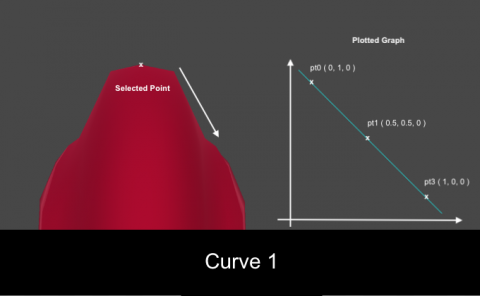 Plotted Graph
x
Selected Point
pt0 ( 0, 1, 0 )
x
pt1 ( 0.5, 0.5, 0 )
x
pt3 ( 1, 0, 0 )
x
Curve 1